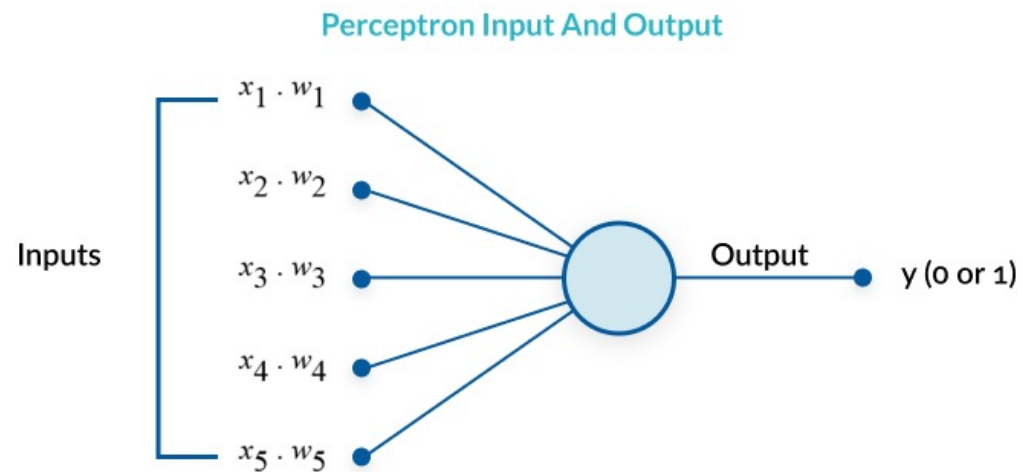 Perceptron Input And Output
x₁ . w₁
x₂ . w₂
Inputs
x₃ . w₃
x₄ . w₄
x₅ . w₅
Output
y (0 or 1)